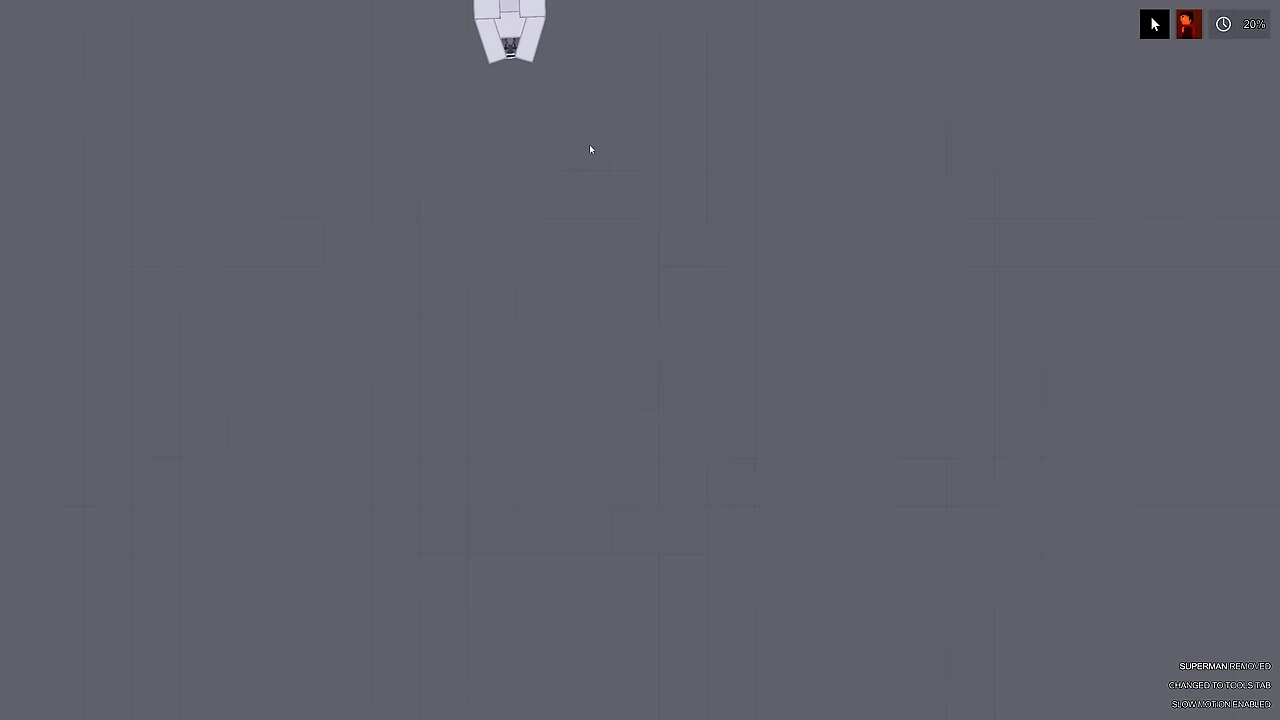 20%
SUPERMAN REMOVED
CHANGED TO TOOLS TAB
SLOW MOTION ENABLED